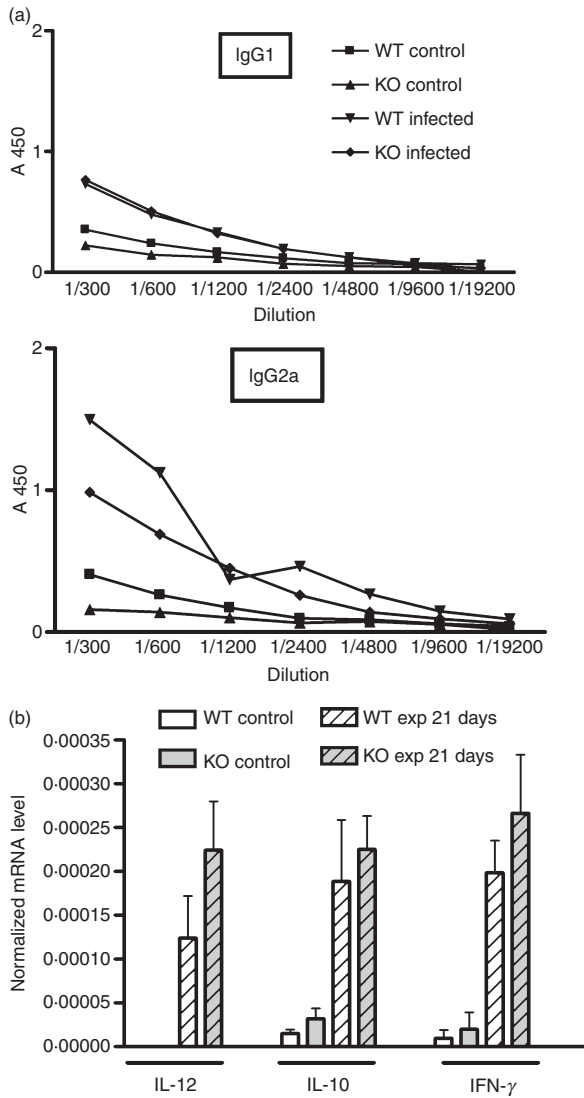 (a)
2
IgG1
WT control
KO control
WT infected
KO infected
A 450
1
0
1/300 1/600 1/1200 1/2400 1/4800 1/9600 1/19200
Dilution
2
IgG2a
A 450
1
0
1/300 1/600 1/1200 1/2400 1/4800 1/9600 1/19200
Dilution
(b)
WT control WT exp 21 days
KO control KO exp 21 days
Normalized mRNA level
0·00035
0·00030
0·00025
0·00020
0·00015
0·00010
0·00005
0·00000
IL-12 IL-10 IFN-γ